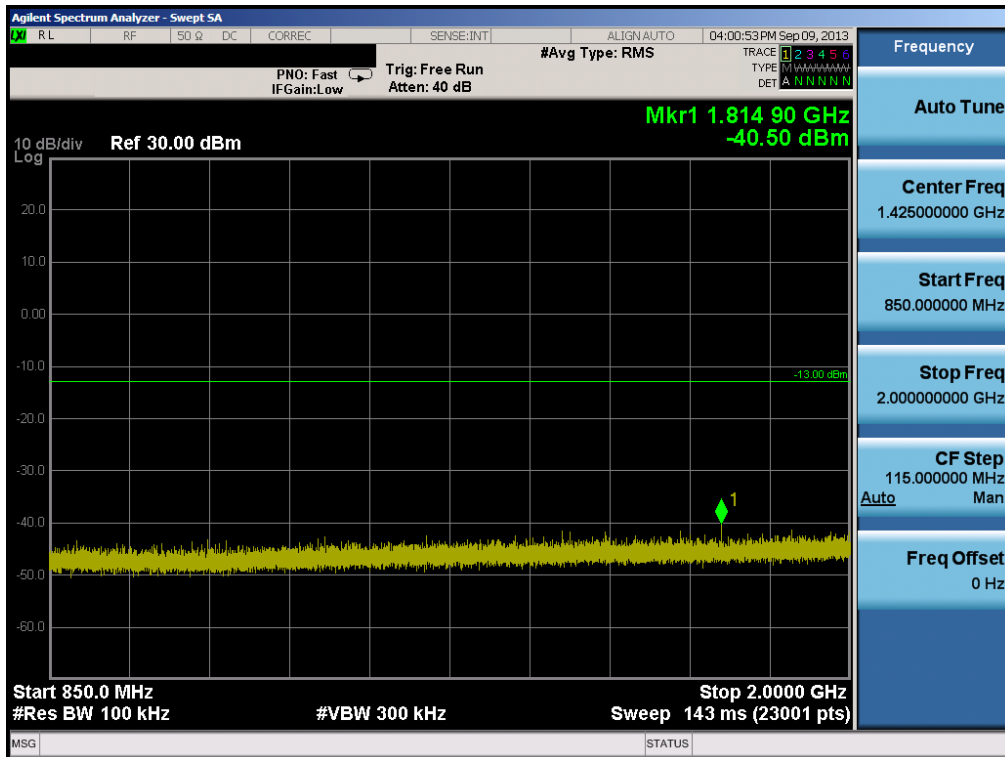 Agilent Spectrum Analyzer - Swept SA
LXI RL RF 50 Ω DC CORREC SENSE:INT ALIGNAUTO 04:00:53 PM Sep 09, 2013
#Avg Type: RMS
TRACE 1 2 3 4 5 6
TYPE M WWWWW
DET A N N N N N
PNO: Fast
IFGain:Low
Trig: Free Run
Atten: 40 dB
Mkr1 1.814 90 GHz
-40.50 dBm
10 dB/div Ref 30.00 dBm
Log
20.0
10.0
0.00
-10.0
-13.00 dBm
-20.0
-30.0
1
-40.0
-50.0
-60.0
Start 850.0 MHz Stop 2.0000 GHz
#Res BW 100 kHz #VBW 300 kHz Sweep 143 ms (23001 pts)
MSG STATUS
Frequency
Auto Tune
Center Freq
1.425000000 GHz
Start Freq
850.000000 MHz
Stop Freq
2.000000000 GHz
CF Step
115.000000 MHz
Auto Man
Freq Offset
0 Hz